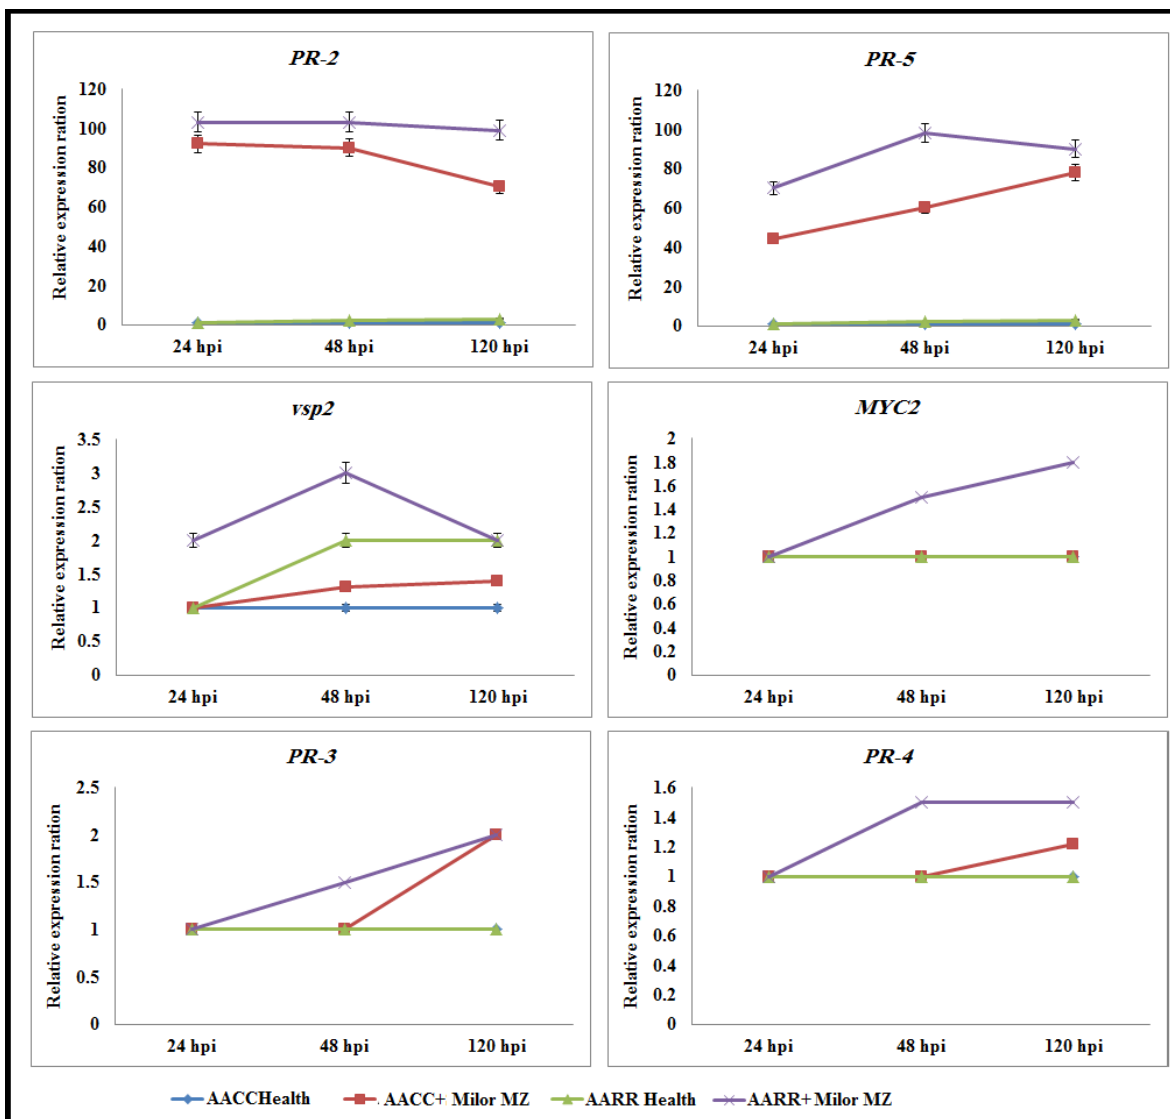 PR-2
Relative expression ration
120
100
80
60
40
20
0
24 hpi 48 hpi 120 hpi
PR-5
Relative expression ration
120
100
80
60
40
20
0
24 hpi 48 hpi 120 hpi
vsp2
Relative expression ration
3.5
3
2.5
2
1.5
1
0.5
0
24 hpi 48 hpi 120 hpi
MYC2
Relative expression ration
2
1.8
1.6
1.4
1.2
1
0.8
0.6
0.4
0.2
0
24 hpi 48 hpi 120 hpi
PR-3
Relative expression ration
2.5
2
1.5
1
0.5
0
24 hpi 48 hpi 120 hpi
PR-4
Relative expression ration
1.6
1.4
1.2
1
0.8
0.6
0.4
0.2
0
24 hpi 48 hpi 120 hpi
AACCHealth AACC+ Milor MZ AARR Health AARR+ Milor MZ